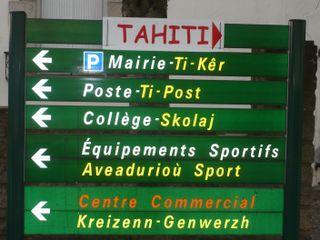 TAHITI
P Mairie-Ti-Kêr
Poste-Ti-Post
Collège-Skolaj
Équipements Sportifs
Aveadurioù Sport
Centre Commercial
Kreizenn-Genwerzh